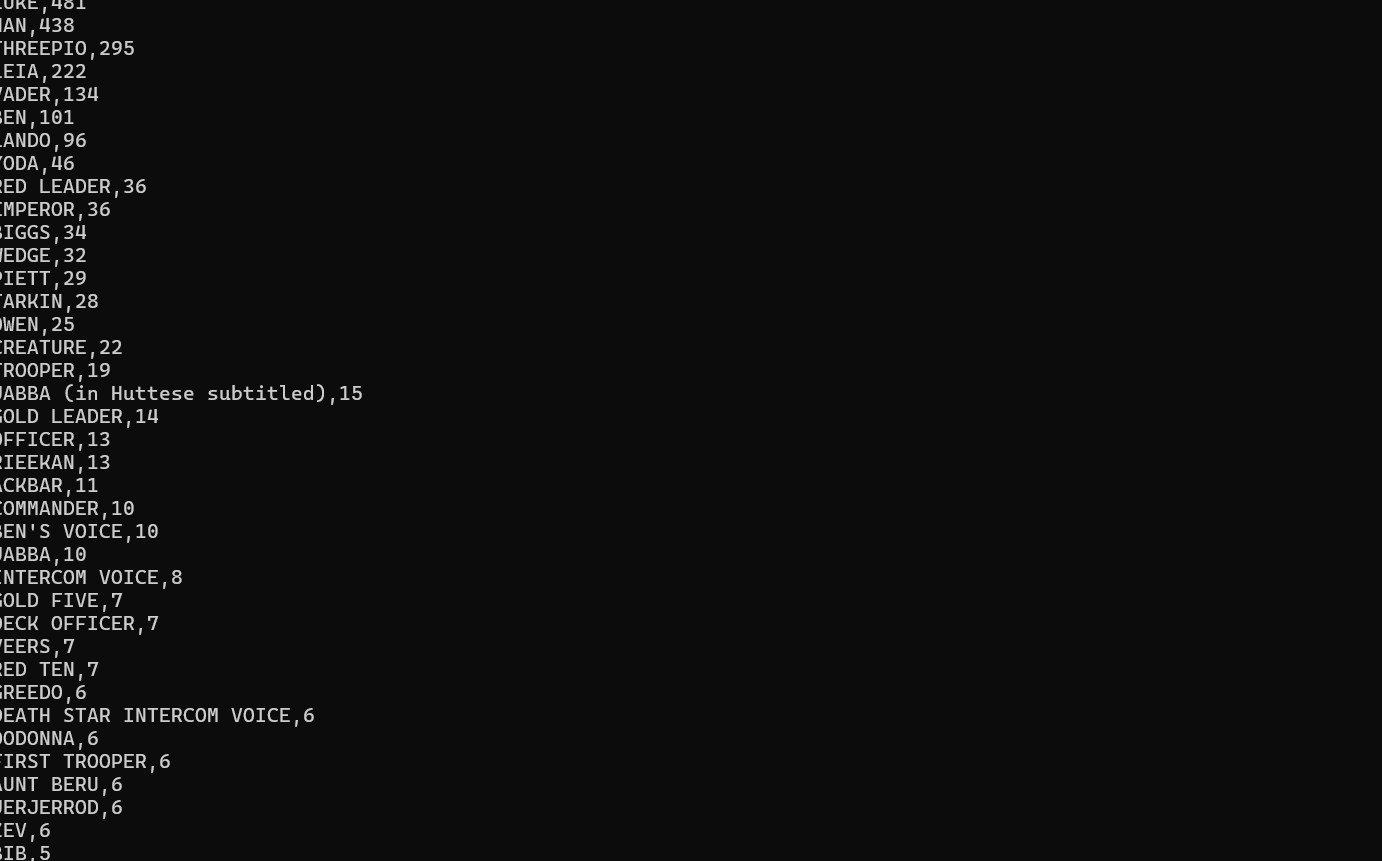 LUKE,481
HAN,438
THREEPIO,295
LEIA,222
VADER,134
BEN,101
LANDO,96
YODA,46
RED LEADER,36
EMPEROR,36
BIGGS,34
WEDGE,32
PIETT,29
TARKIN,28
OWEN,25
CREATURE,22
TROOPER,19
JABBA (in Huttese subtitled),15
GOLD LEADER,14
OFFICER,13
RIEEKAN,13
ACKBAR,11
COMMANDER,10
BEN'S VOICE,10
JABBA,10
INTERCOM VOICE,8
GOLD FIVE,7
DECK OFFICER,7
VEERS,7
RED TEN,7
GREEDO,6
DEATH STAR INTERCOM VOICE,6
DODONNA,6
FIRST TROOPER,6
AUNT BERU,6
JERJERROD,6
ZEV,6
BIB,5